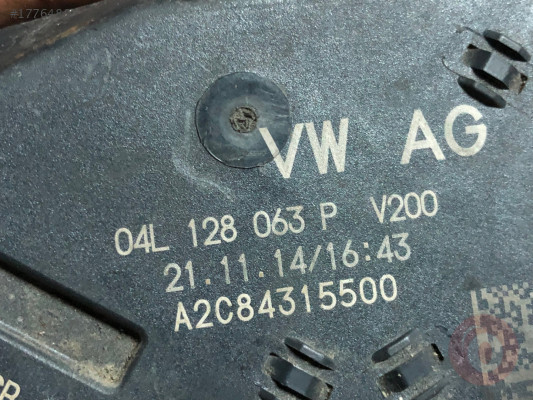 VW AG
04L 128 063 P V200
21.11.14/16:43
A2C84315500